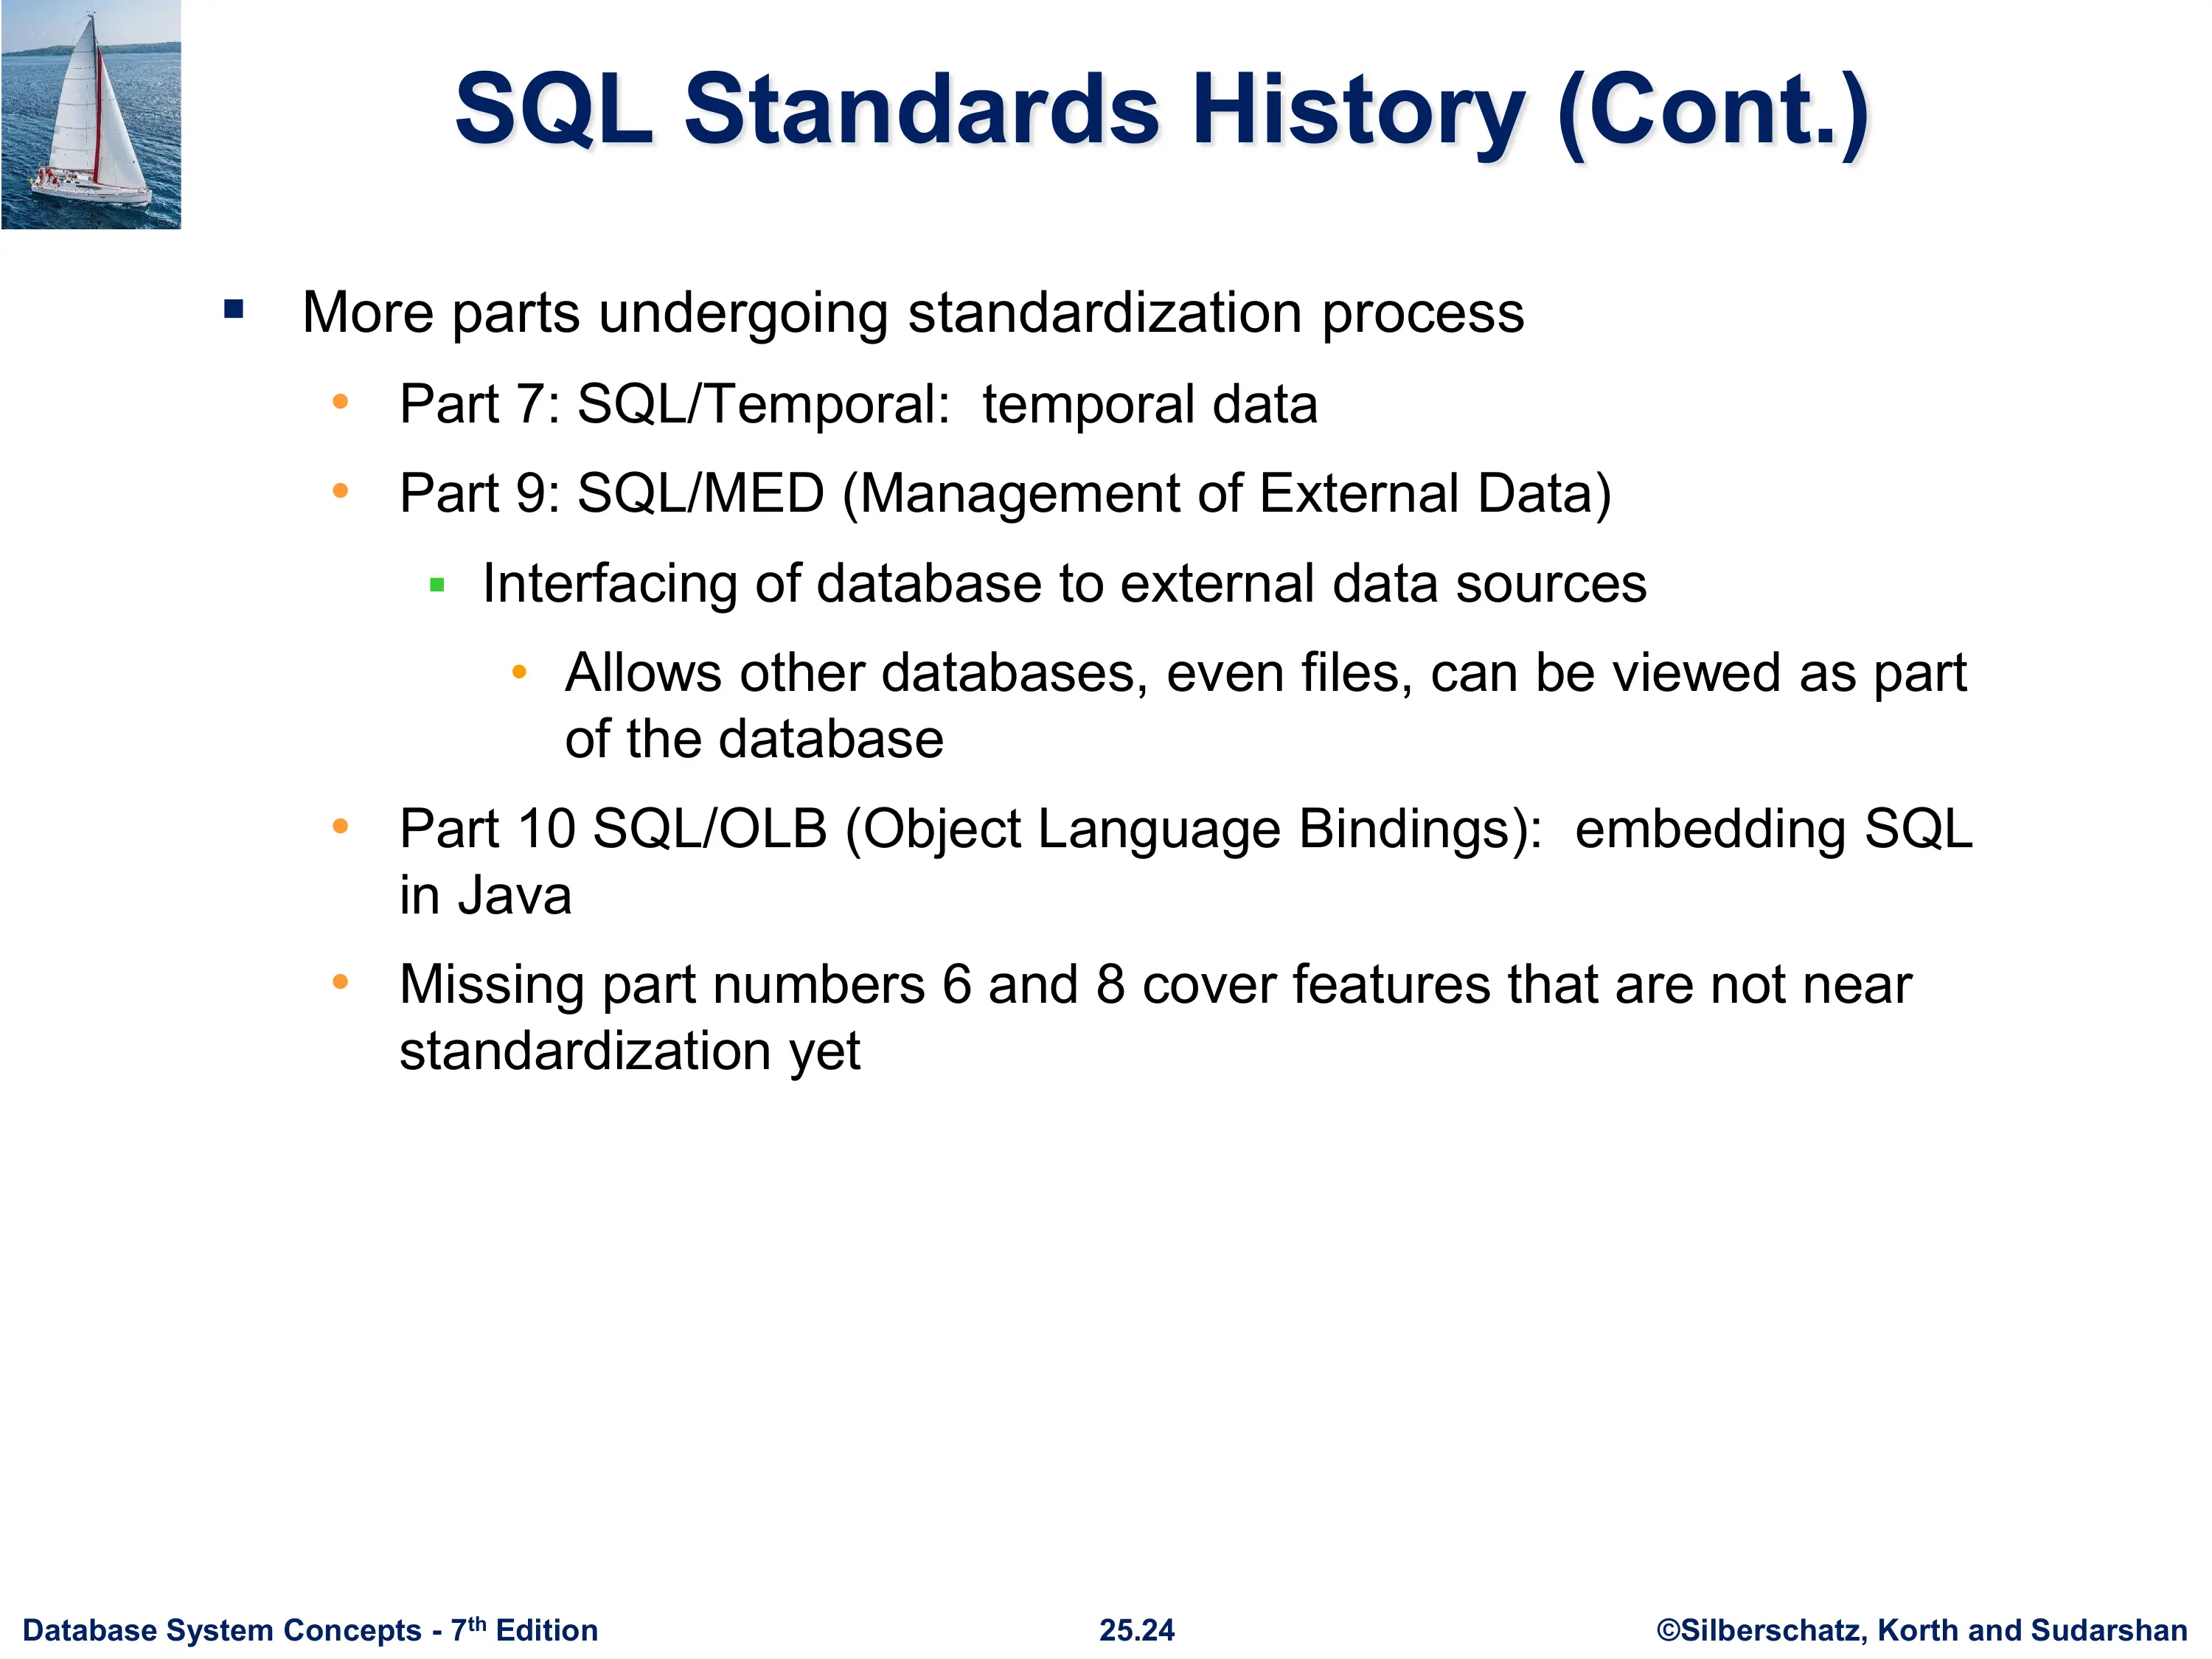 SQL Standards History (Cont.)
More parts undergoing standardization process
Part 7: SQL/Temporal:  temporal data
Part 9: SQL/MED (Management of External Data)
Interfacing of database to external data sources
Allows other databases, even files, can be viewed as part
of the database
Part 10 SQL/OLB (Object Language Bindings):  embedding SQL
in Java
Missing part numbers 6 and 8 cover features that are not near
standardization yet
Database System Concepts - 7th Edition
25.24
©Silberschatz, Korth and Sudarshan